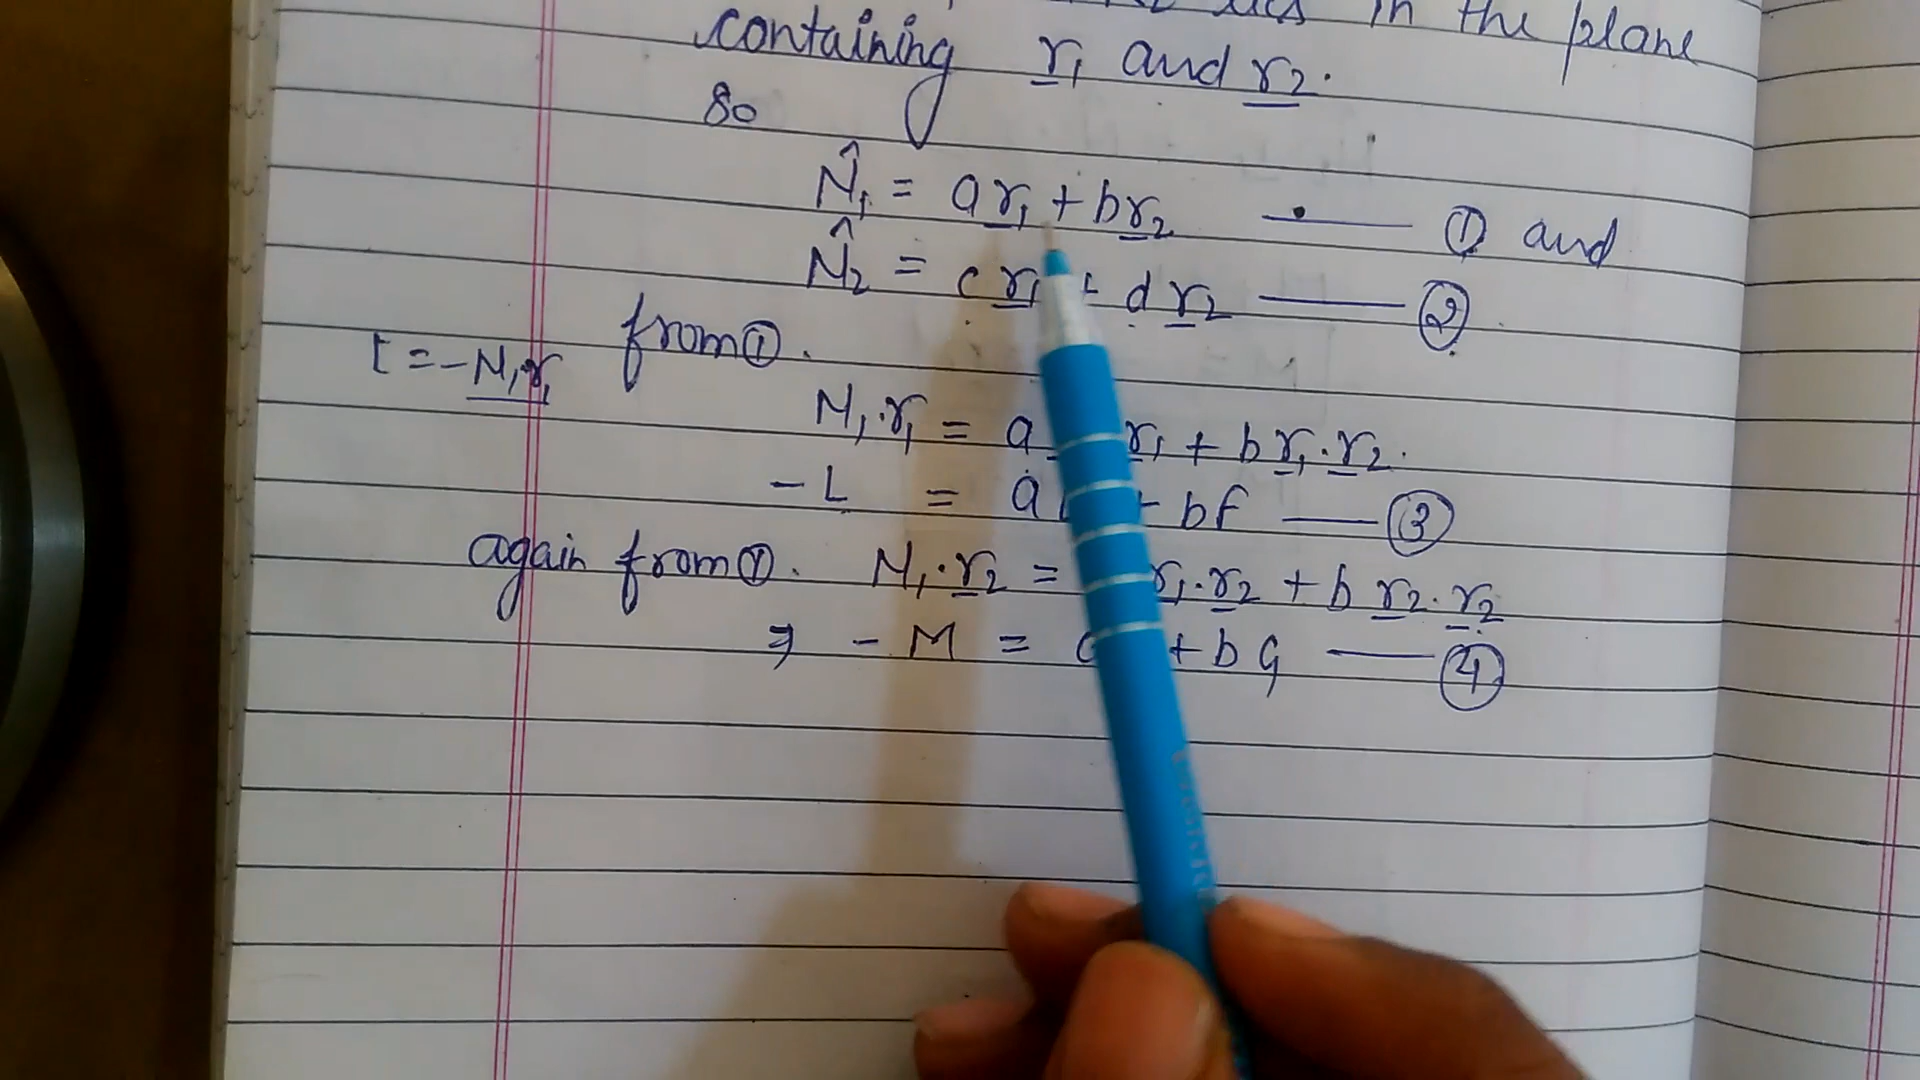 in the plane
containing r₁ and r₂.
so
N̂₁ = ar₁ + br₂ —— ① and
N̂₂ = cr₁ + dr₂ —— ②
from ①.
L = -N₁.r₁
N₁.r₁ = a r₁ + b r₁.r₂.
-L = a + bF —— ③
again from ①. N₁.r₂ = r₁.r₂ + b r₂.r₂
⇒ -M = + bG —— ④